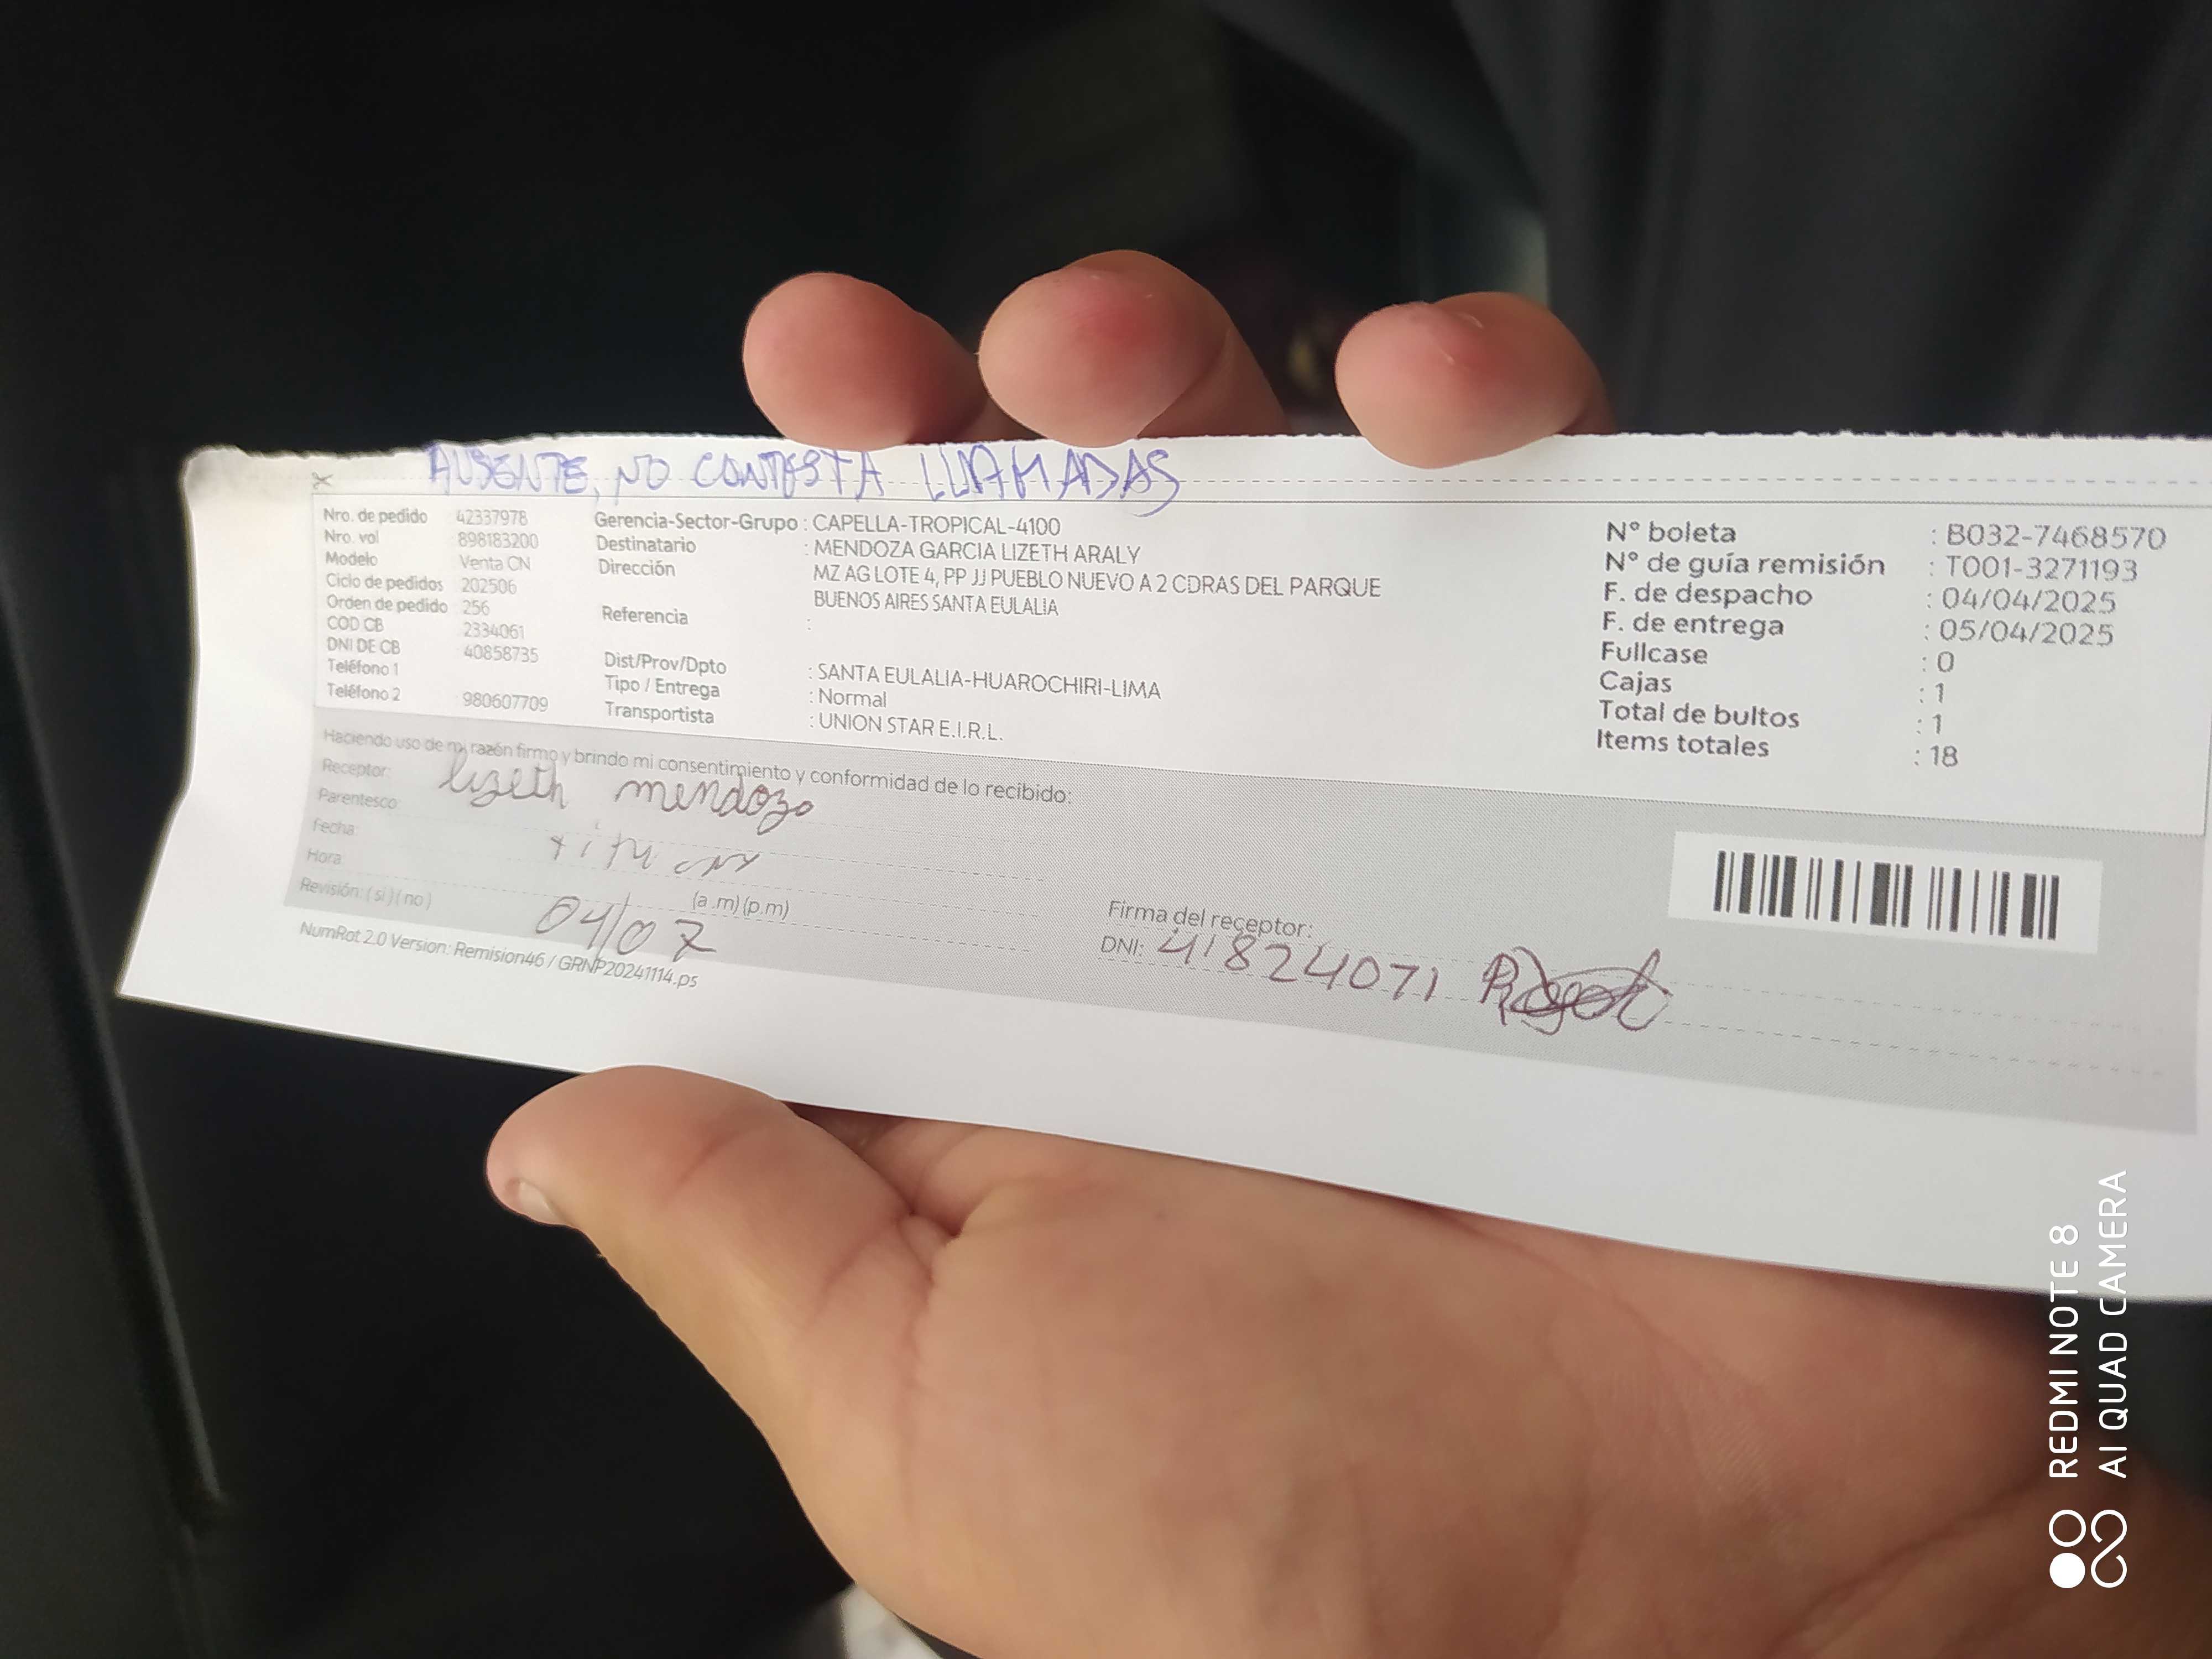 AUSENTE, NO CONTESTA LLAMADAS
Nro. de pedido 42337978
Nro. vol 898183200
Modelo Venta CN
Ciclo de pedidos 202506
Orden de pedido 256
COD CB 2334061
DNI DE CB 40858735
Teléfono 1
Teléfono 2 980607709
Gerencia-Sector-Grupo : CAPELLA-TROPICAL-4100
Destinatario : MENDOZA GARCIA LIZETH ARALY
Dirección MZ AG LOTE 4, PP JJ PUEBLO NUEVO A 2 CDRAS DEL PARQUE
BUENOS AIRES SANTA EULALIA
Referencia :
Dist/Prov/Dpto : SANTA EULALIA-HUAROCHIRI-LIMA
Tipo / Entrega : Normal
Transportista : UNION STAR E.I.R.L.
N° boleta : B032-7468570
N° de guía remisión : T001-3271193
F. de despacho : 04/04/2025
F. de entrega : 05/04/2025
Fullcase : 0
Cajas : 1
Total de bultos : 1
Items totales : 18
Haciendo uso de mi razón firmo y brindo mi consentimiento y conformidad de lo recibido:
Receptor: lizeth mendozo
Parentesco:
Fecha:
Hora: (a.m) (p.m)
Revisión: ( si ) ( no ) 04/07
Firma del receptor:
DNI: 41824071
NumRot 2.0 Version: Remision46 / GRNP20241114.ps
REDMI NOTE 8
AI QUAD CAMERA